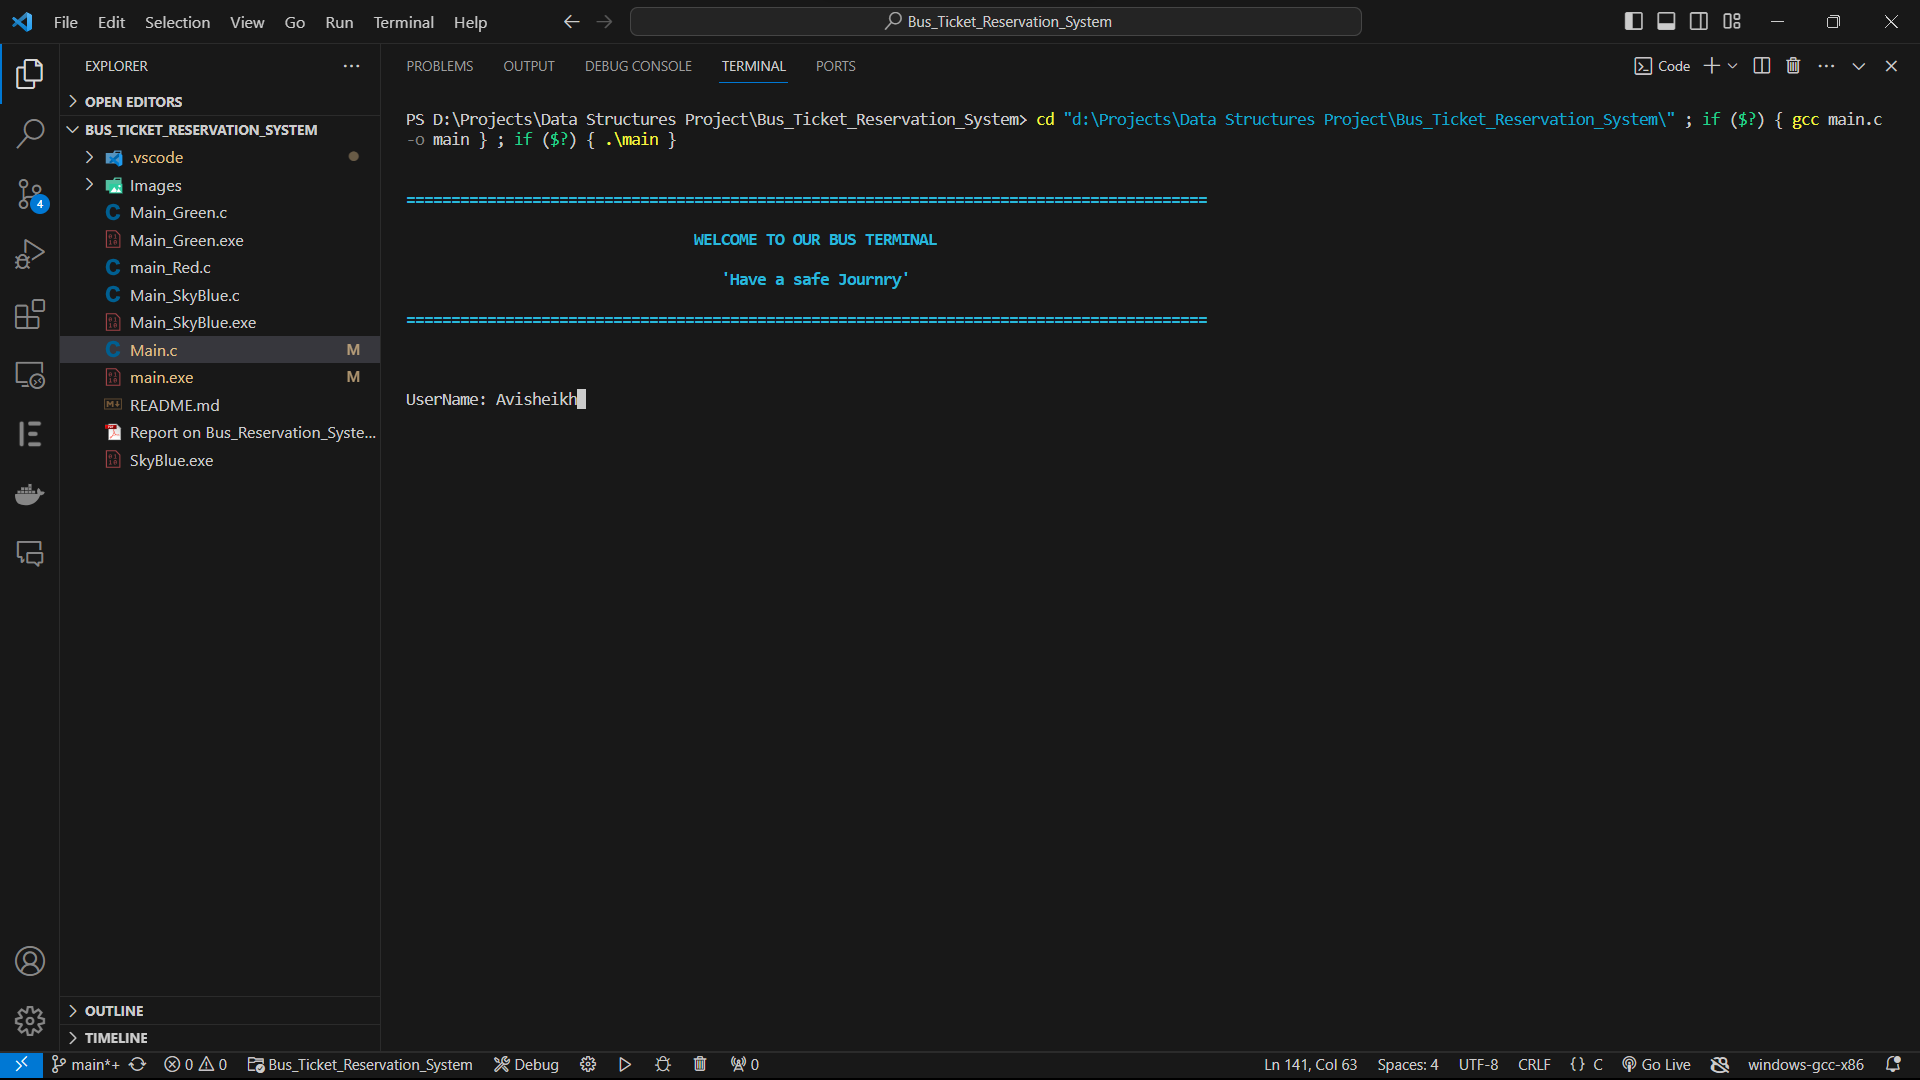 File Edit Selection View Go Run Terminal Help
Bus_Ticket_Reservation_System
EXPLORER
OPEN EDITORS
BUS_TICKET_RESERVATION_SYSTEM
.vscode
Images
Main_Green.c
Main_Green.exe
main_Red.c
Main_SkyBlue.c
Main_SkyBlue.exe
Main.c M
main.exe M
README.md
Report on Bus_Reservation_Syste...
SkyBlue.exe
OUTLINE
TIMELINE
4
PROBLEMS OUTPUT DEBUG CONSOLE TERMINAL PORTS
Code
PS D:\Projects\Data Structures Project\Bus_Ticket_Reservation_System> cd "d:\Projects\Data Structures Project\Bus_Ticket_Reservation_System\" ; if ($?) { gcc main.c
-o main } ; if ($?) { .\main }
=========================================================================================
WELCOME TO OUR BUS TERMINAL
'Have a safe Journry'
=========================================================================================
UserName: Avisheikh
main*+ 0 0 Bus_Ticket_Reservation_System Debug 0
Ln 141, Col 63 Spaces: 4 UTF-8 CRLF {} C Go Live windows-gcc-x86